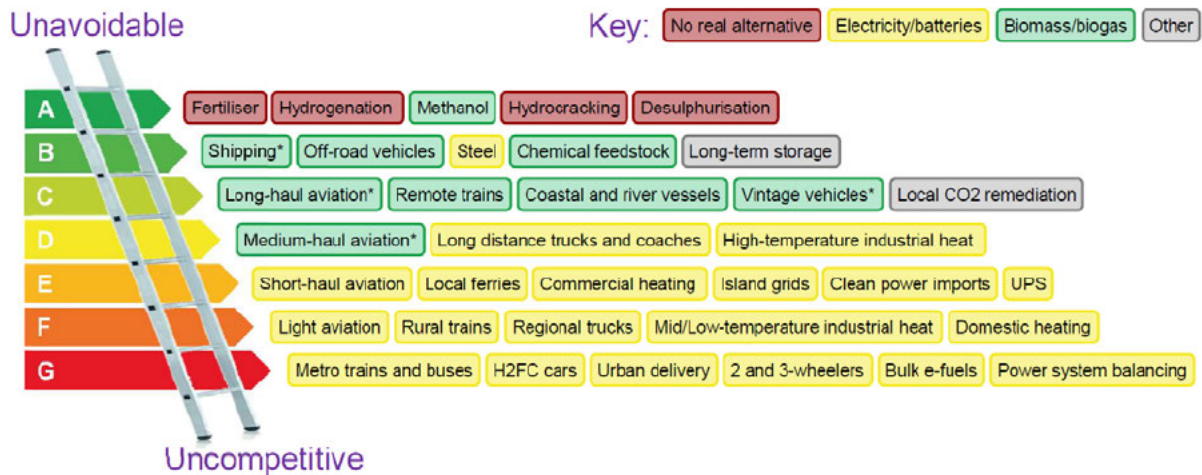 Unavoidable
Key: No real alternative Electricity/batteries Biomass/biogas Other
A Fertiliser Hydrogenation Methanol Hydrocracking Desulphurisation
B Shipping* Off-road vehicles Steel Chemical feedstock Long-term storage
C Long-haul aviation* Remote trains Coastal and river vessels Vintage vehicles* Local CO2 remediation
D Medium-haul aviation* Long distance trucks and coaches High-temperature industrial heat
E Short-haul aviation Local ferries Commercial heating Island grids Clean power imports UPS
F Light aviation Rural trains Regional trucks Mid/Low-temperature industrial heat Domestic heating
G Metro trains and buses H2FC cars Urban delivery 2 and 3-wheelers Bulk e-fuels Power system balancing
Uncompetitive